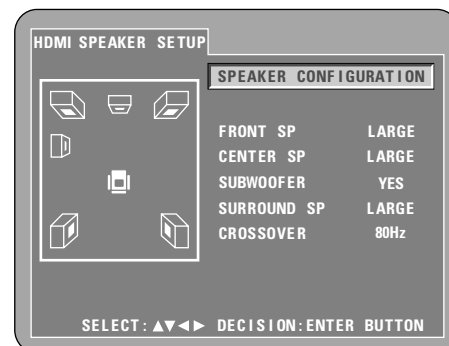 HDMI SPEAKER SETUP
SPEAKER CONFIGURATION
FRONT SP LARGE
CENTER SP LARGE
SUBWOOFER YES
SURROUND SP LARGE
CROSSOVER 80Hz
SELECT:▲▼◄► DECISION:ENTER BUTTON